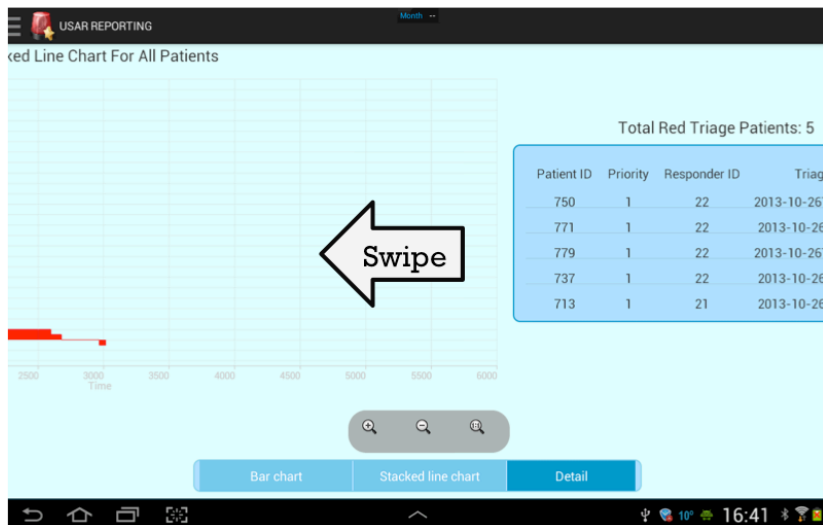 Month --
USAR REPORTING
ked Line Chart For All Patients
Total Red Triage Patients: 5
Patient ID Priority Responder ID Triag
750 1 22 2013-10-26
771 1 22 2013-10-26
779 1 22 2013-10-26
737 1 22 2013-10-26
713 1 21 2013-10-26
Swipe
2500 3000 3500 4000 4500 5000 5500 6000
Time
Bar chart Stacked line chart Detail
10° 16:41